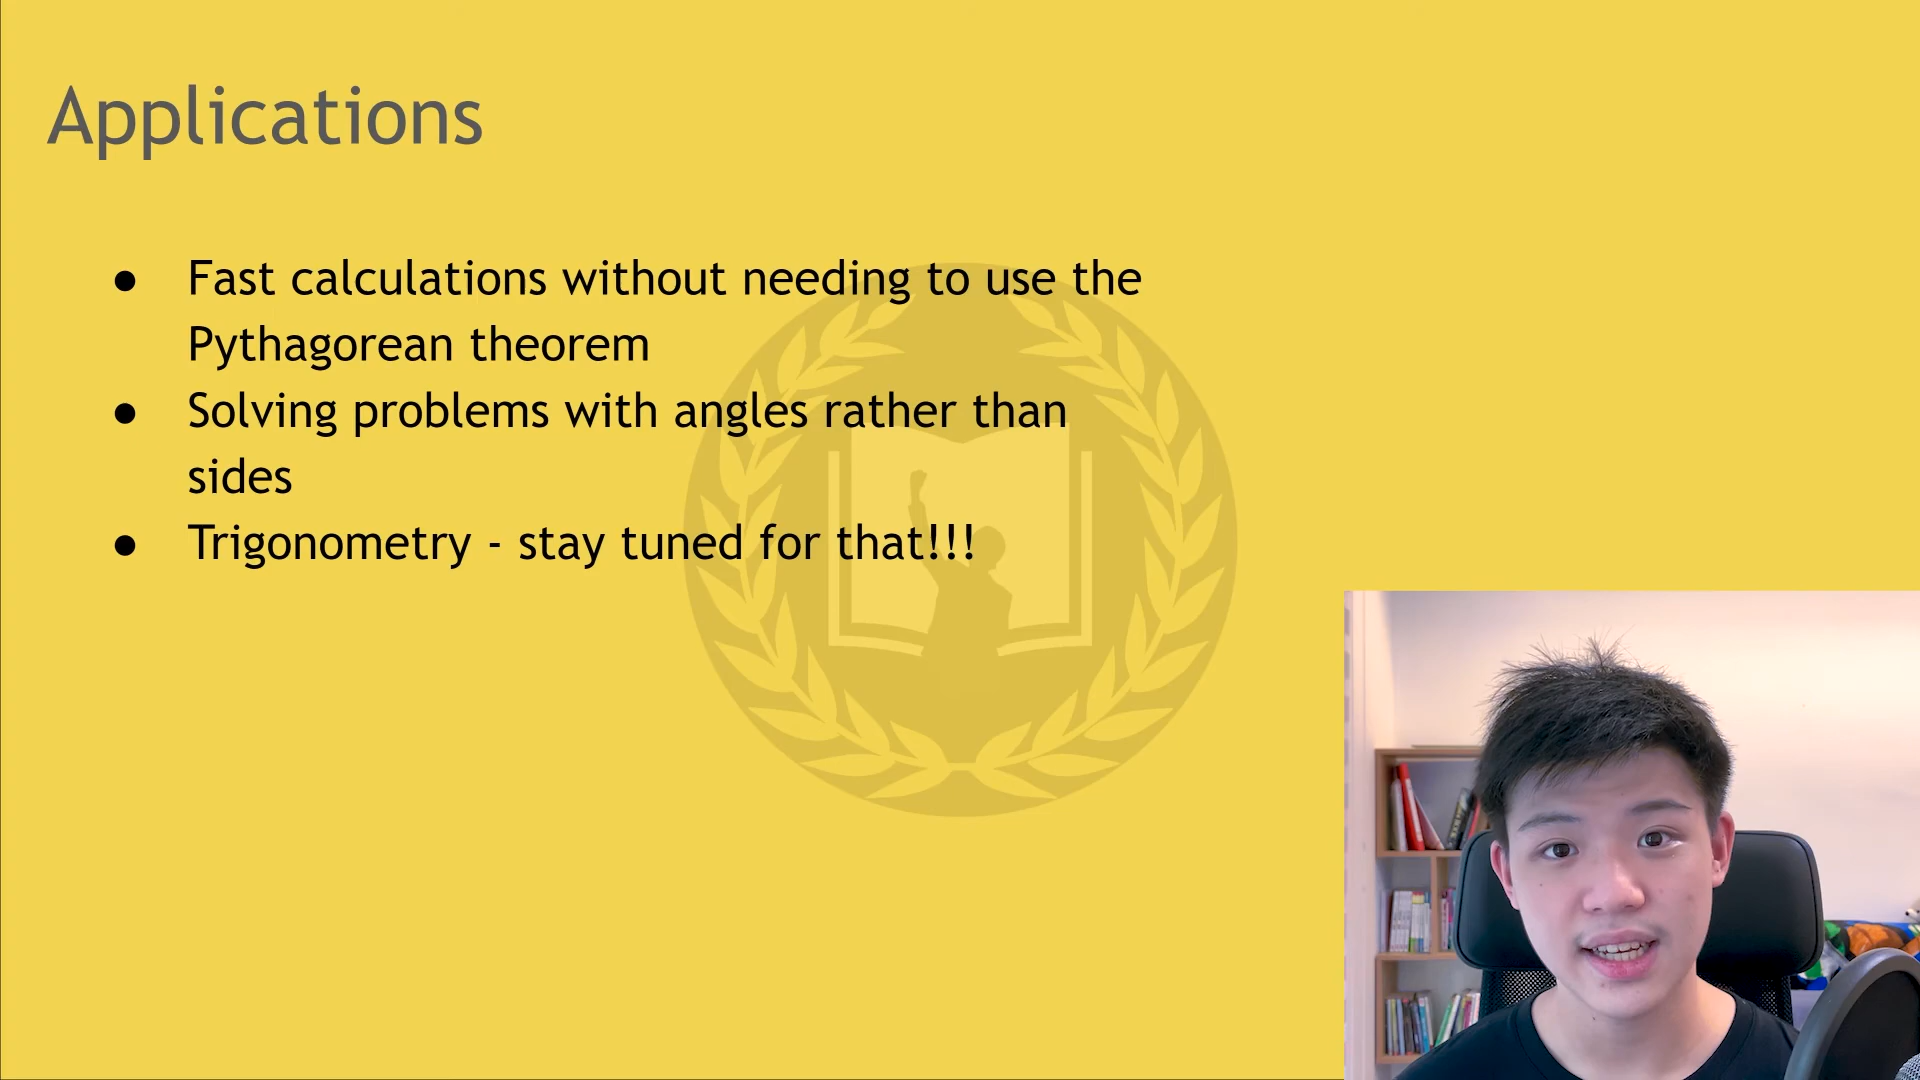 Applications
● Fast calculations without needing to use the
Pythagorean theorem
● Solving problems with angles rather than
sides
● Trigonometry - stay tuned for that!!!